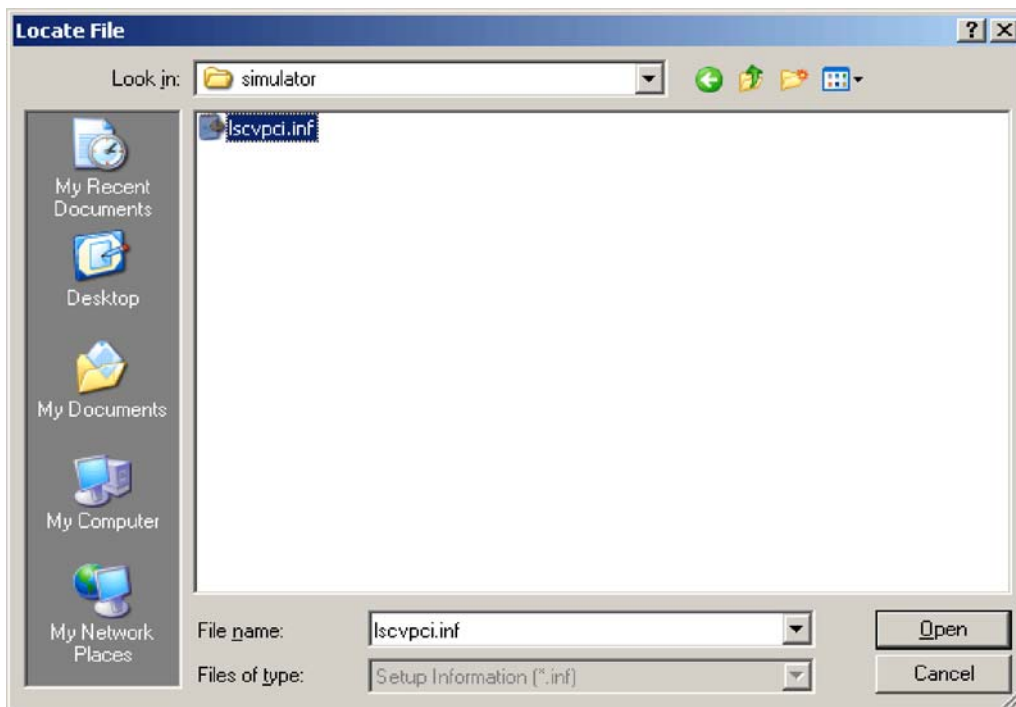 Locate File
Look in:
simulator
lscvpci.inf
My Recent
Documents
Desktop
My Documents
My Computer
My Network
Places
File name:
lscvpci.inf
Open
Files of type:
Setup Information (*.inf)
Cancel